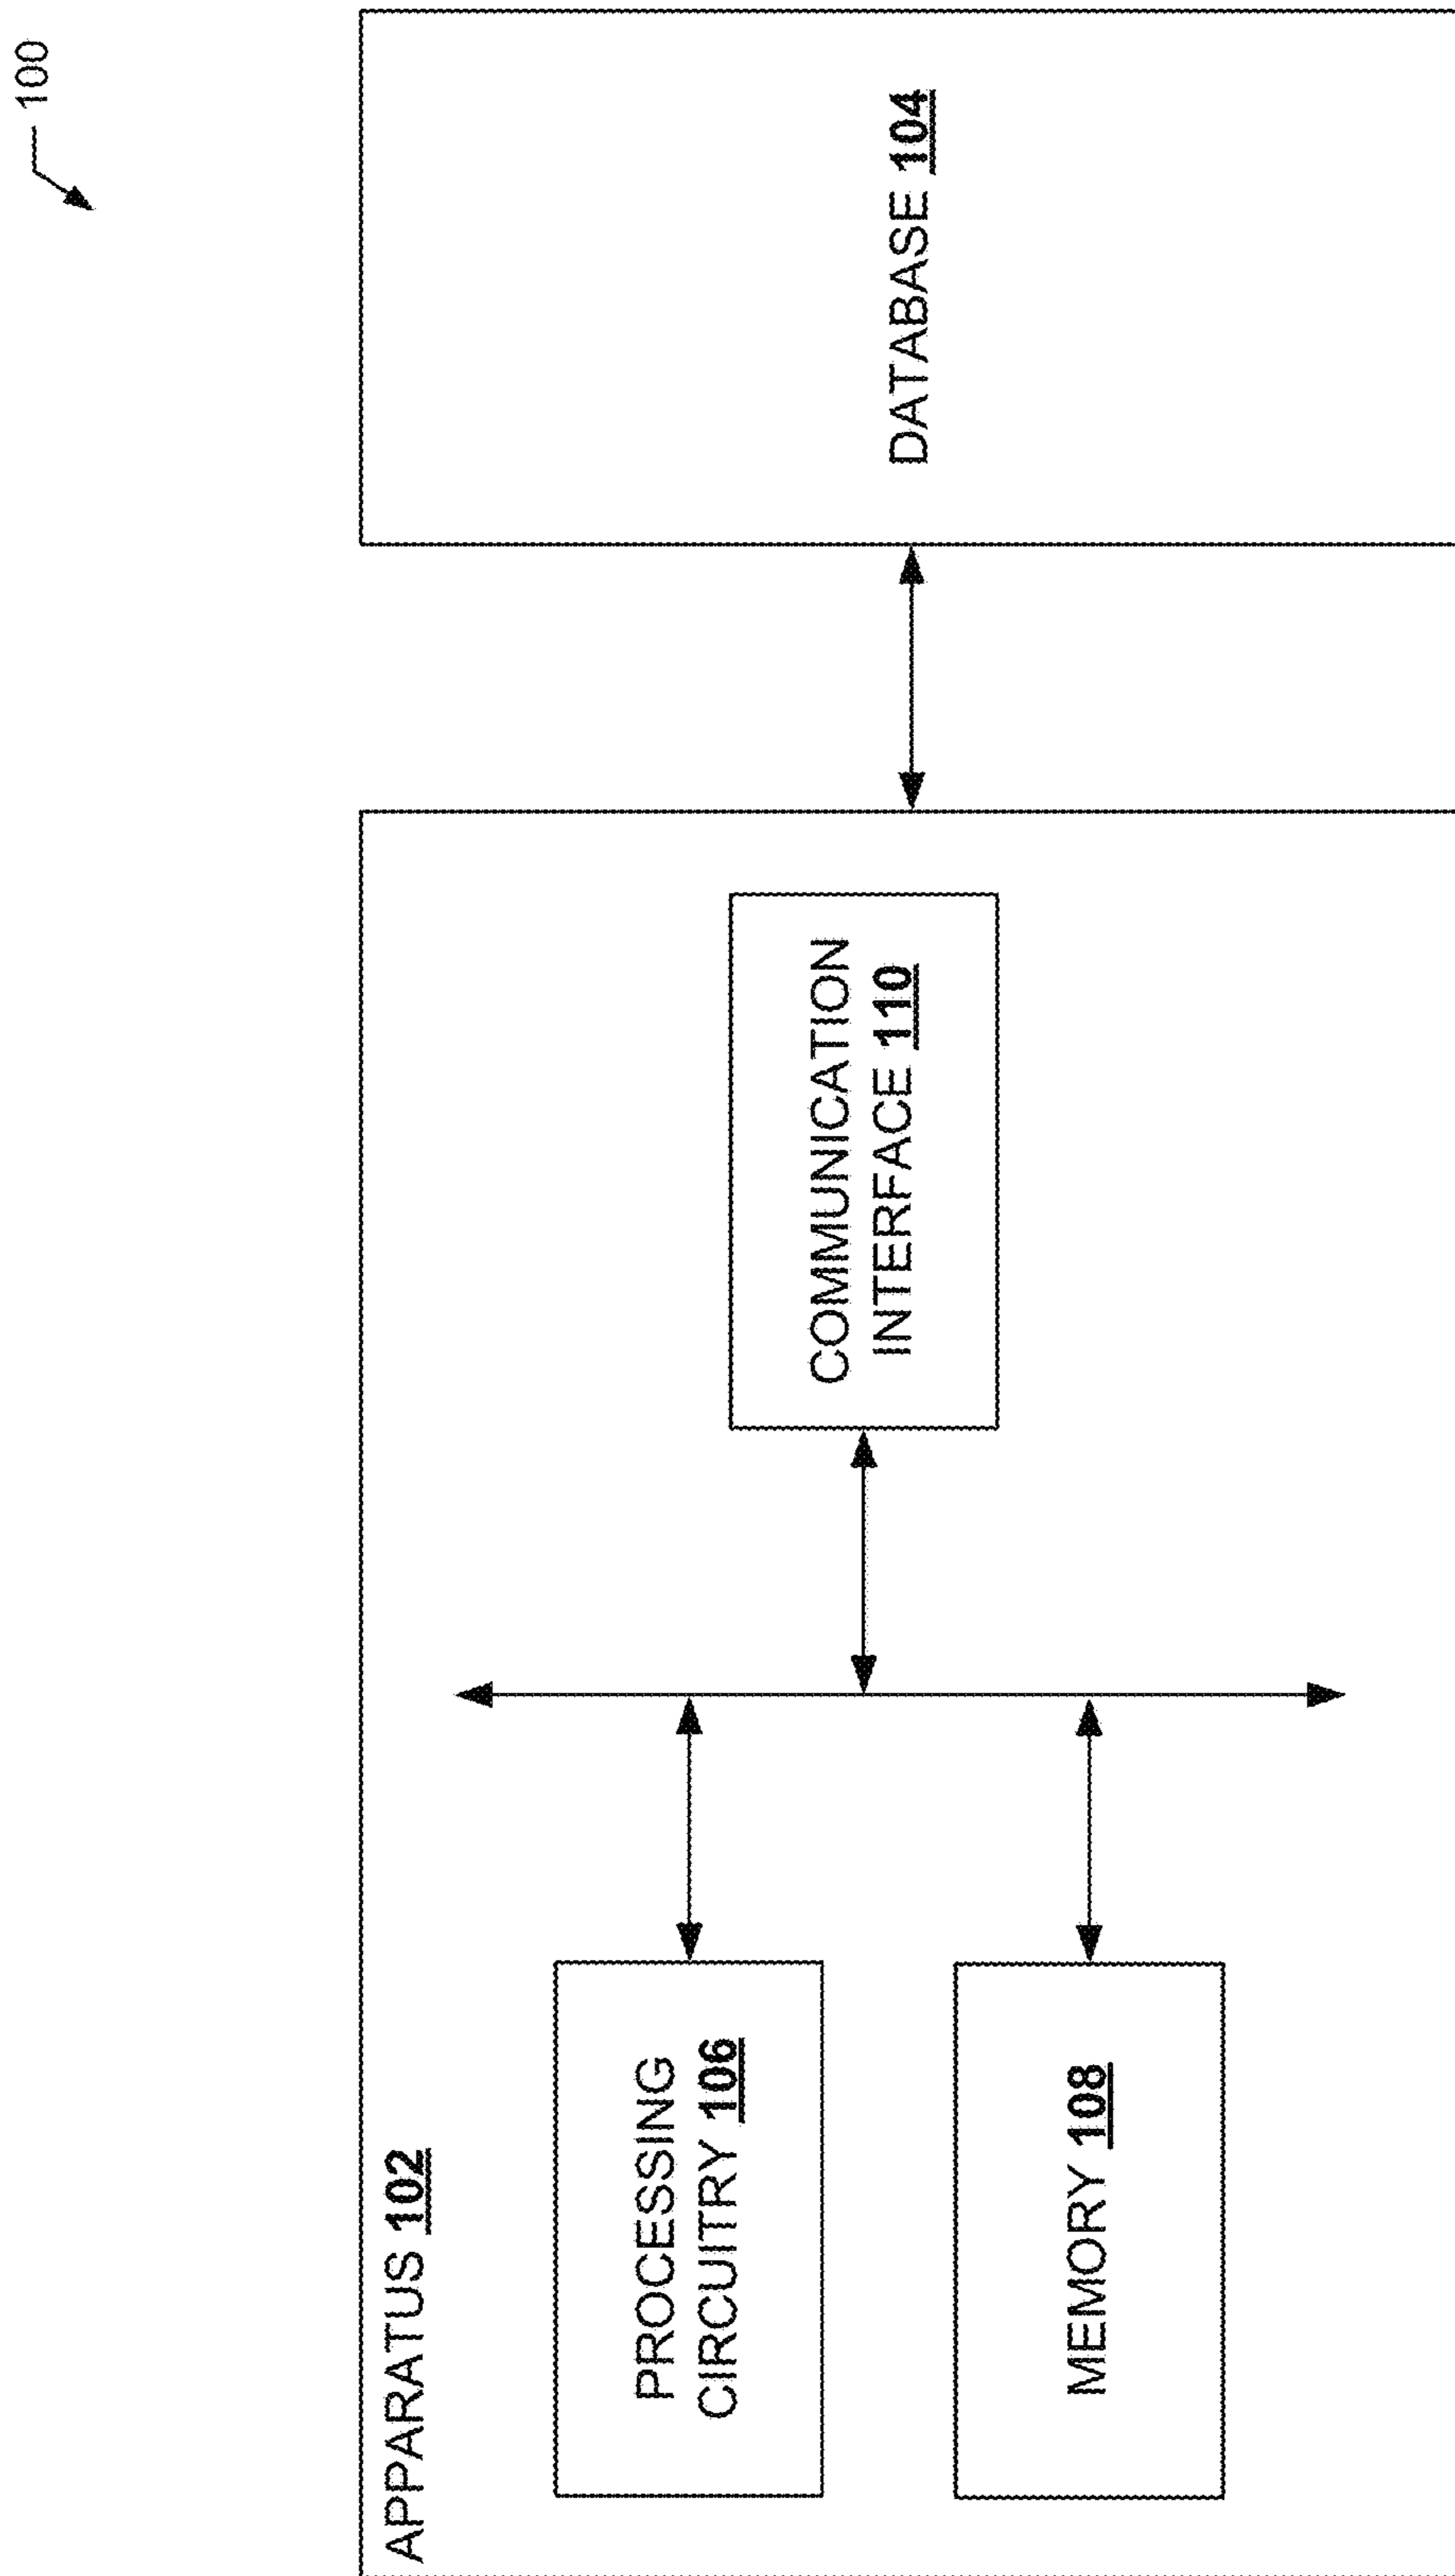 100
APPARATUS 102
PROCESSING
CIRCUITRY 106
MEMORY 108
COMMUNICATION
INTERFACE 110
DATABASE 104